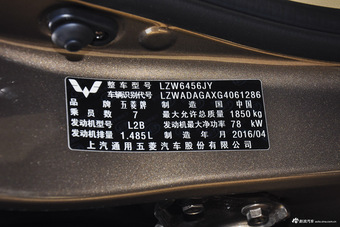 整车型号 LZW6456JY
车辆识别代号 LZWADAGAXG4061286
品牌 五菱牌 制造国 中国
乘员数 7 最大允许总质量 1850 kg
发动机型号 L2B 发动机最大净功率 78 kW
发动机排量 1.485L 制造年月 2016/04
上汽通用五菱汽车股份有限公司